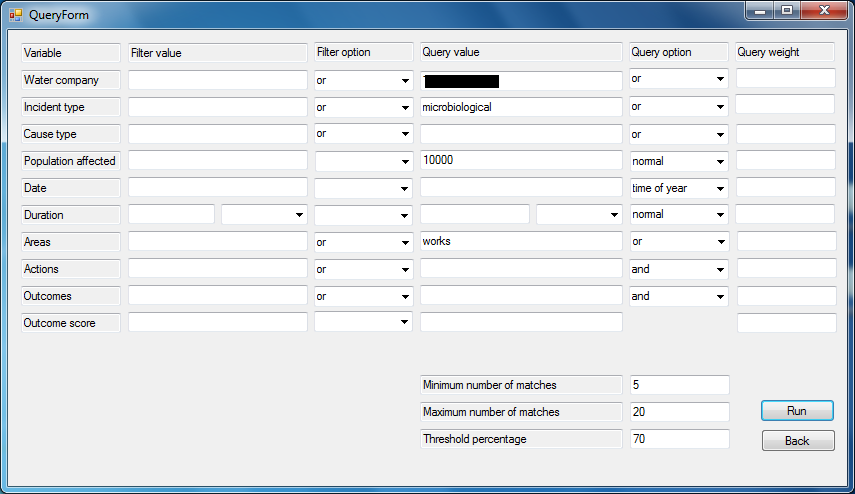 QueryForm
Variable Filter value Filter option Query value Query option Query weight
Water company or or
Incident type or microbiological or
Cause type or or
Population affected 10000 normal
Date time of year
Duration normal
Areas or works or
Actions or and
Outcomes or and
Outcome score
Minimum number of matches 5
Maximum number of matches 20 Run
Threshold percentage 70 Back